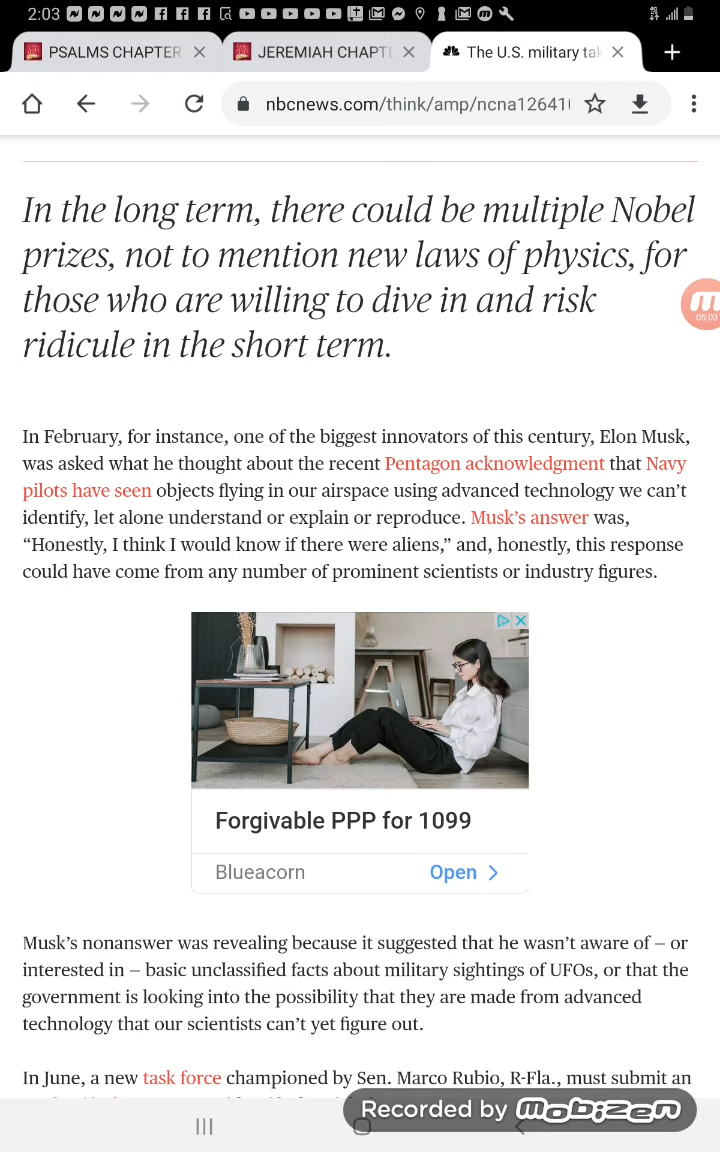 2:03
PSALMS CHAPTER
JEREMIAH CHAPT
The U.S. military tak
nbcnews.com/think/amp/ncna12641
In the long term, there could be multiple Nobel
prizes, not to mention new laws of physics, for
those who are willing to dive in and risk
ridicule in the short term.
05:03
In February, for instance, one of the biggest innovators of this century, Elon Musk,
was asked what he thought about the recent Pentagon acknowledgment that Navy
pilots have seen objects flying in our airspace using advanced technology we can’t
identify, let alone understand or explain or reproduce. Musk’s answer was,
“Honestly, I think I would know if there were aliens,” and, honestly, this response
could have come from any number of prominent scientists or industry figures.
Forgivable PPP for 1099
Blueacorn Open
Musk’s nonanswer was revealing because it suggested that he wasn’t aware of – or
interested in – basic unclassified facts about military sightings of UFOs, or that the
government is looking into the possibility that they are made from advanced
technology that our scientists can’t yet figure out.
In June, a new task force championed by Sen. Marco Rubio, R-Fla., must submit an
Recorded by mobizen